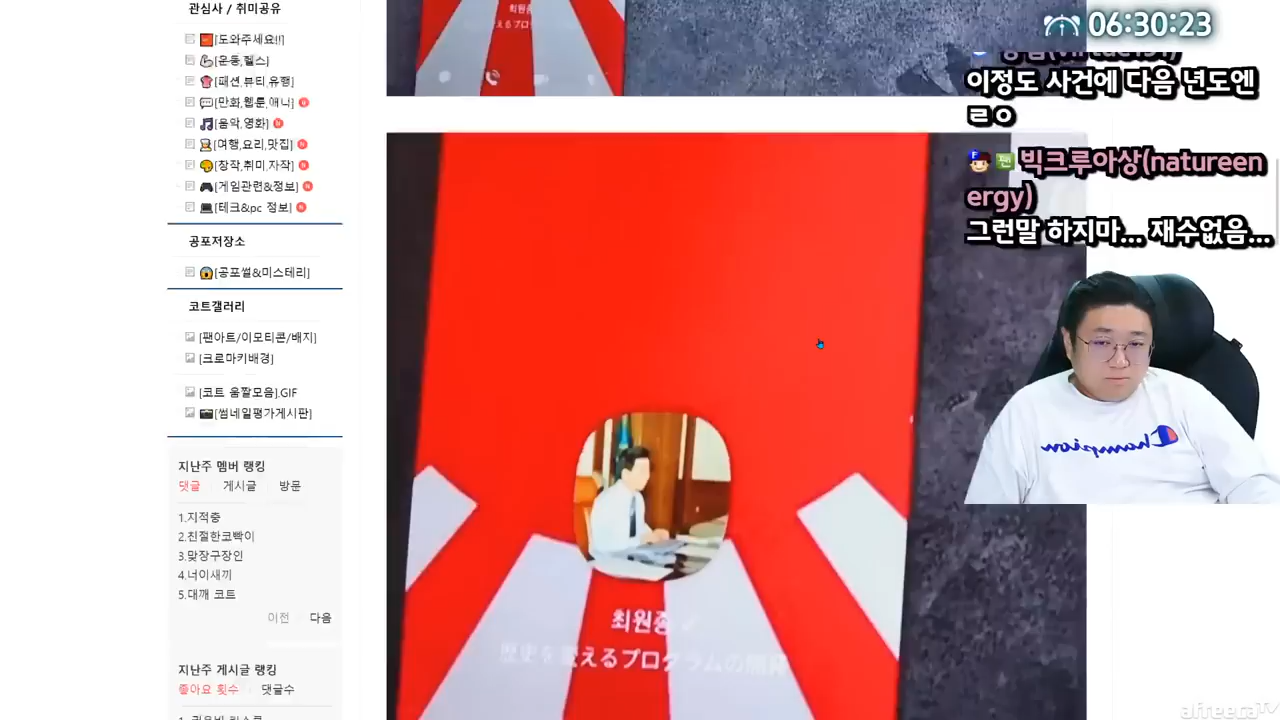 관심사 / 취미공유
[도와주세요!!]
[운동,헬스]
[패션,뷰티,유행]
[만화,웹툰,애니]
[음악,영화]
[여행,요리,맛집]
[창작,취미,자작]
[게임관련&정보]
[테크&pc 정보]
공포저장소
[공포썰&미스테리]
코트갤러리
[팬아트/이모티콘/배지]
[크로마키배경]
[코트 움짤모음].GIF
[썸네일평가게시판]
지난주 멤버 랭킹
댓글 게시글 방문
1.지적충
2.친절한코빡이
3.맞장구장인
4.너이새끼
5.대깨 코트
이전 다음
지난주 게시글 랭킹
좋아요 횟수 댓글수
최원종
최원종
歴史を変えるプログラムの開発
06:30:23
이정도 사건에 다음 년도엔
ㄹㅇ
빅크루아상(natureen
ergy)
그런말 하지마... 재수없음...
Champion
afreecaTV